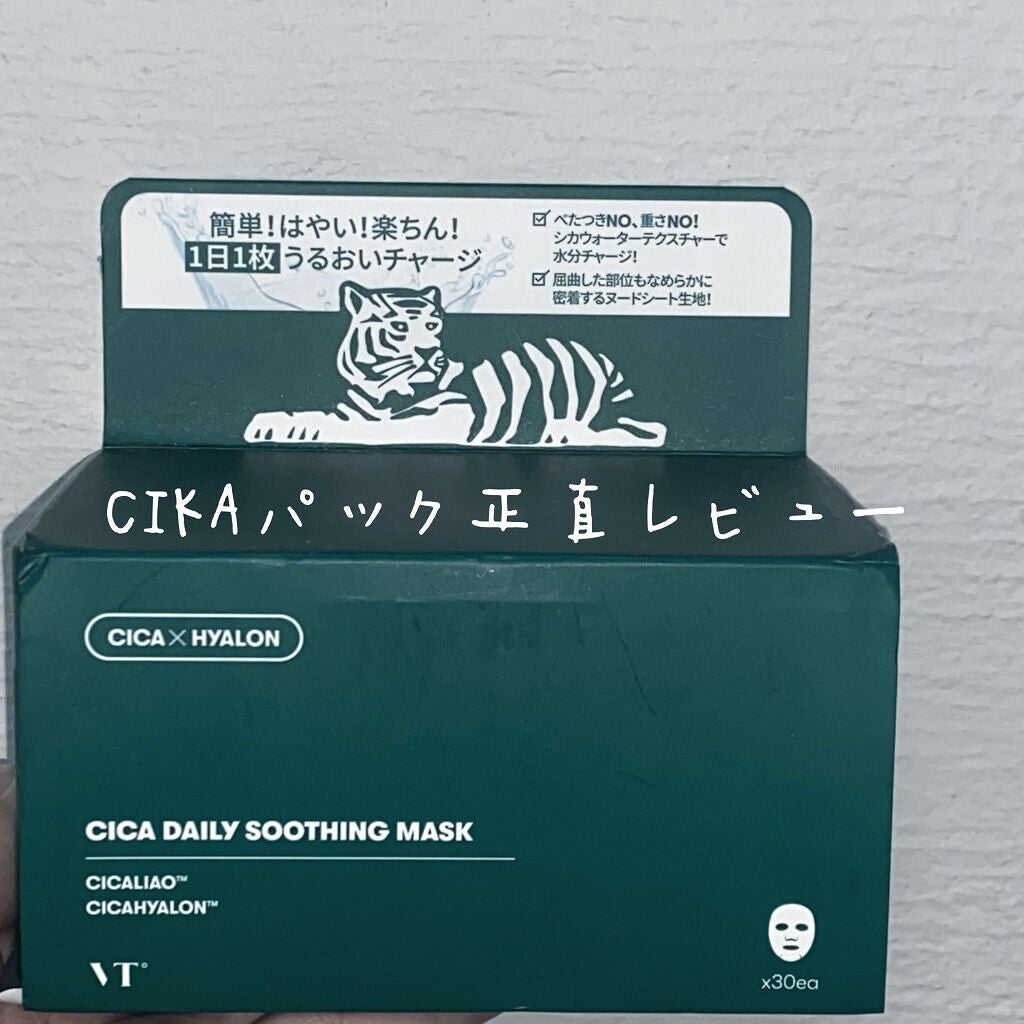 簡単!はやい!楽ちん!
1日1枚うるおいチャージ
べたつきNO、重さNO!
シカウォーターテクスチャーで
水分チャージ!
屈曲した部位もなめらかに
密着するヌードシート生地!
CIKAパック正直レビュー
CICA×HYALON
CICA DAILY SOOTHING MASK
CICALIAO™
CICAHYALON™
VT°
x30ea